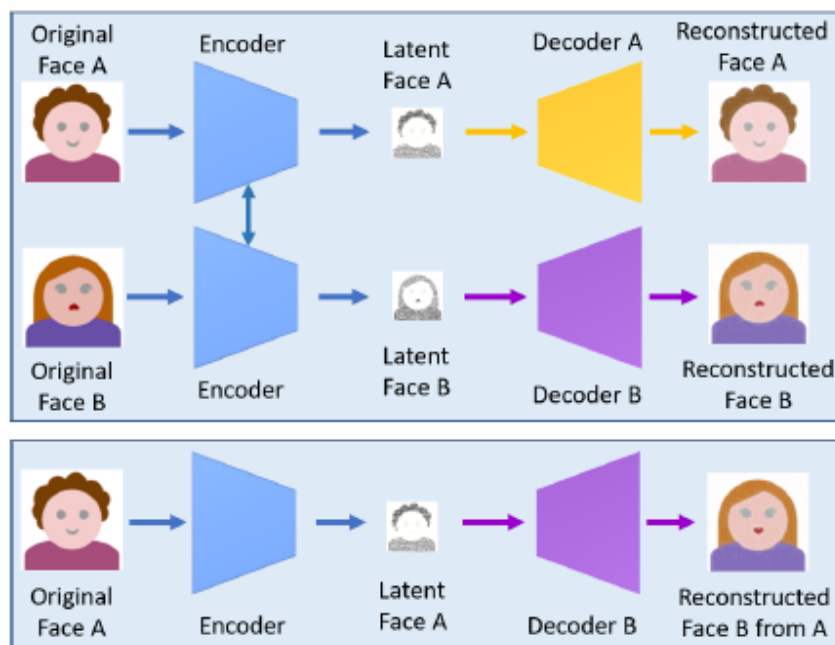 Original
Face A
Encoder
Latent
Face A
Decoder A
Reconstructed
Face A
Original
Face B
Encoder
Latent
Face B
Decoder B
Reconstructed
Face B
Original
Face A
Encoder
Latent
Face A
Decoder B
Reconstructed
Face B from A